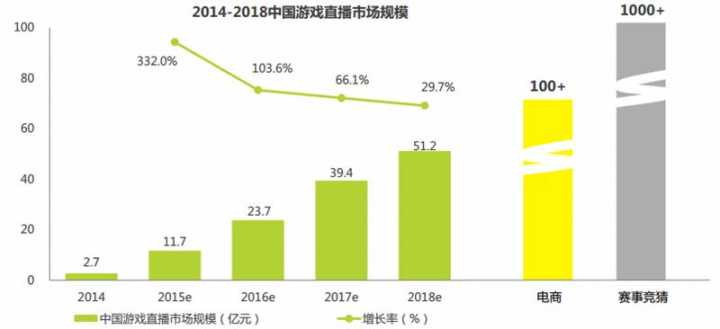 2014-2018中国游戏直播市场规模
1000+
100
332.0%
103.6%
66.1%
29.7%
100+
80
60
51.2
40
39.4
23.7
20
11.7
2.7
0
2014
2015e
2016e
2017e
2018e
电商
赛事竞猜
中国游戏直播市场规模（亿元）
增长率（%）